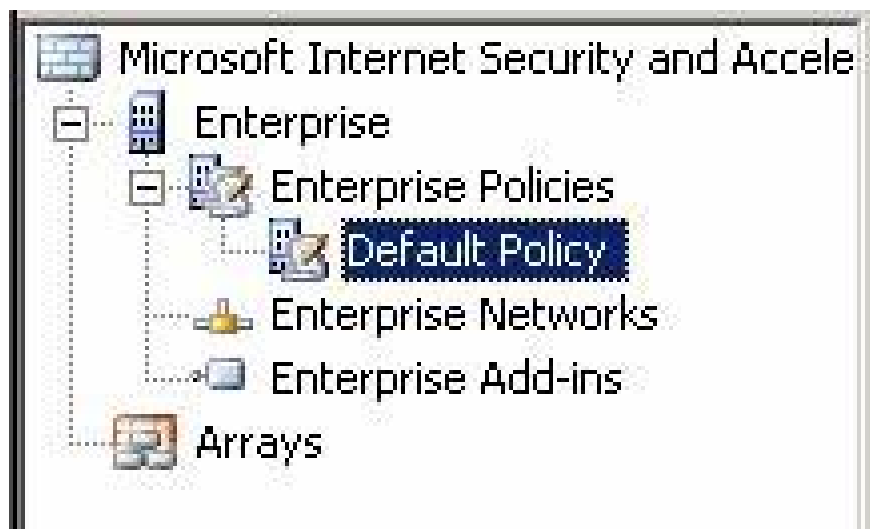 Microsoft Internet Security and Accele
Enterprise
Enterprise Policies
Default Policy
Enterprise Networks
Enterprise Add-ins
Arrays